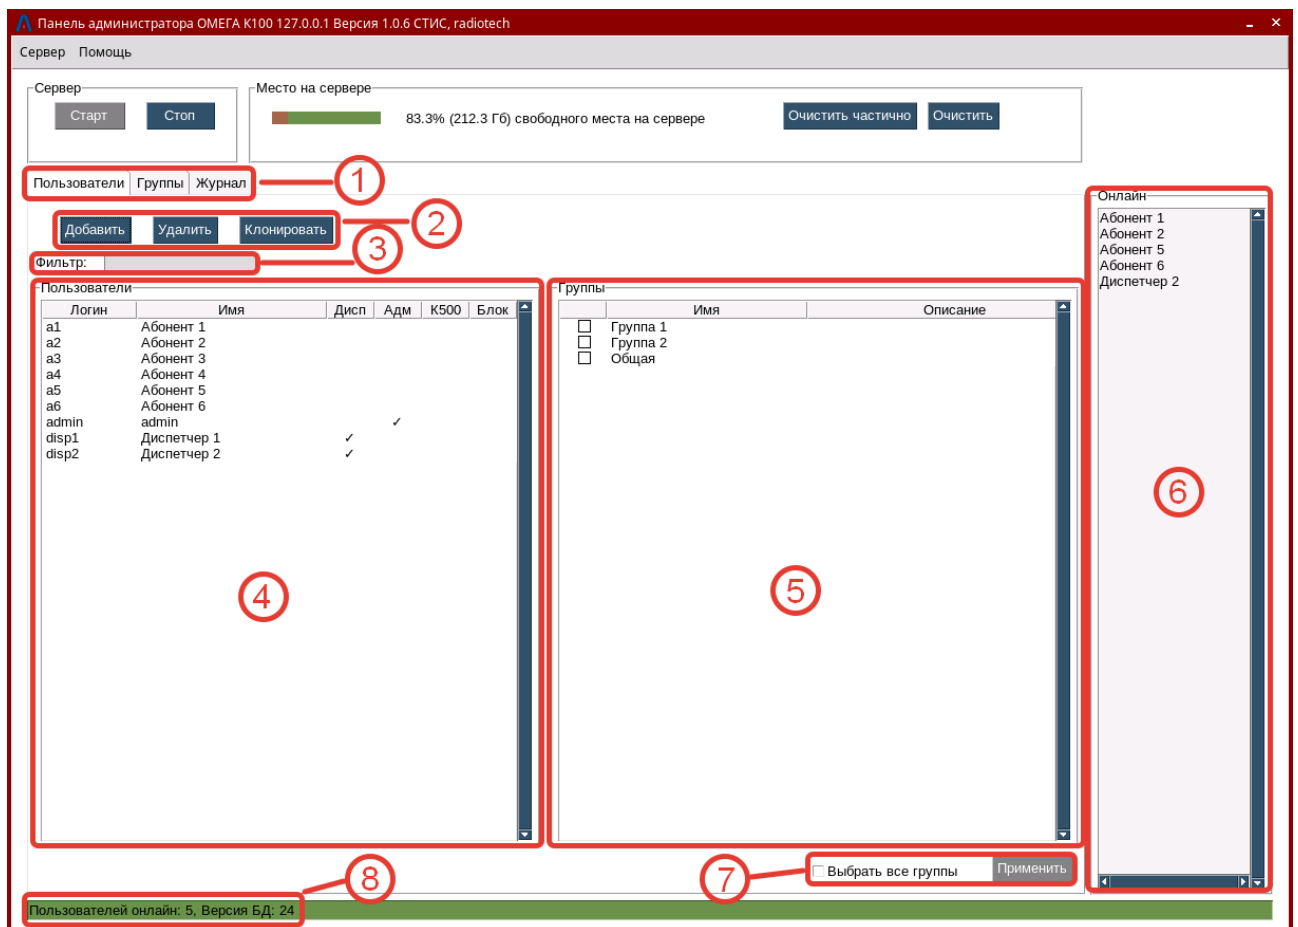 Панель администратора ОМЕГА К100 127.0.0.1 Версия 1.0.6 СТИС, radiotech
Сервер Помощь
Сервер
Место на сервере
Старт Стоп
83.3% (212.3 Гб) свободного места на сервере
Очистить частично Очистить
Пользователи Группы Журнал
1
Добавить Удалить Клонировать
2
Фильтр:
3
Пользователи
Логин Имя Дисп Адм К500 Блок
a1 Абонент 1
a2 Абонент 2
a3 Абонент 3
a4 Абонент 4
a5 Абонент 5
a6 Абонент 6
admin admin ✓
disp1 Диспетчер 1 ✓
disp2 Диспетчер 2 ✓
4
Группы
Имя Описание
Группа 1
Группа 2
Общая
5
Онлайн
Абонент 1
Абонент 2
Абонент 5
Абонент 6
Диспетчер 2
6
7
Выбрать все группы Применить
8
Пользователей онлайн: 5, Версия БД: 24